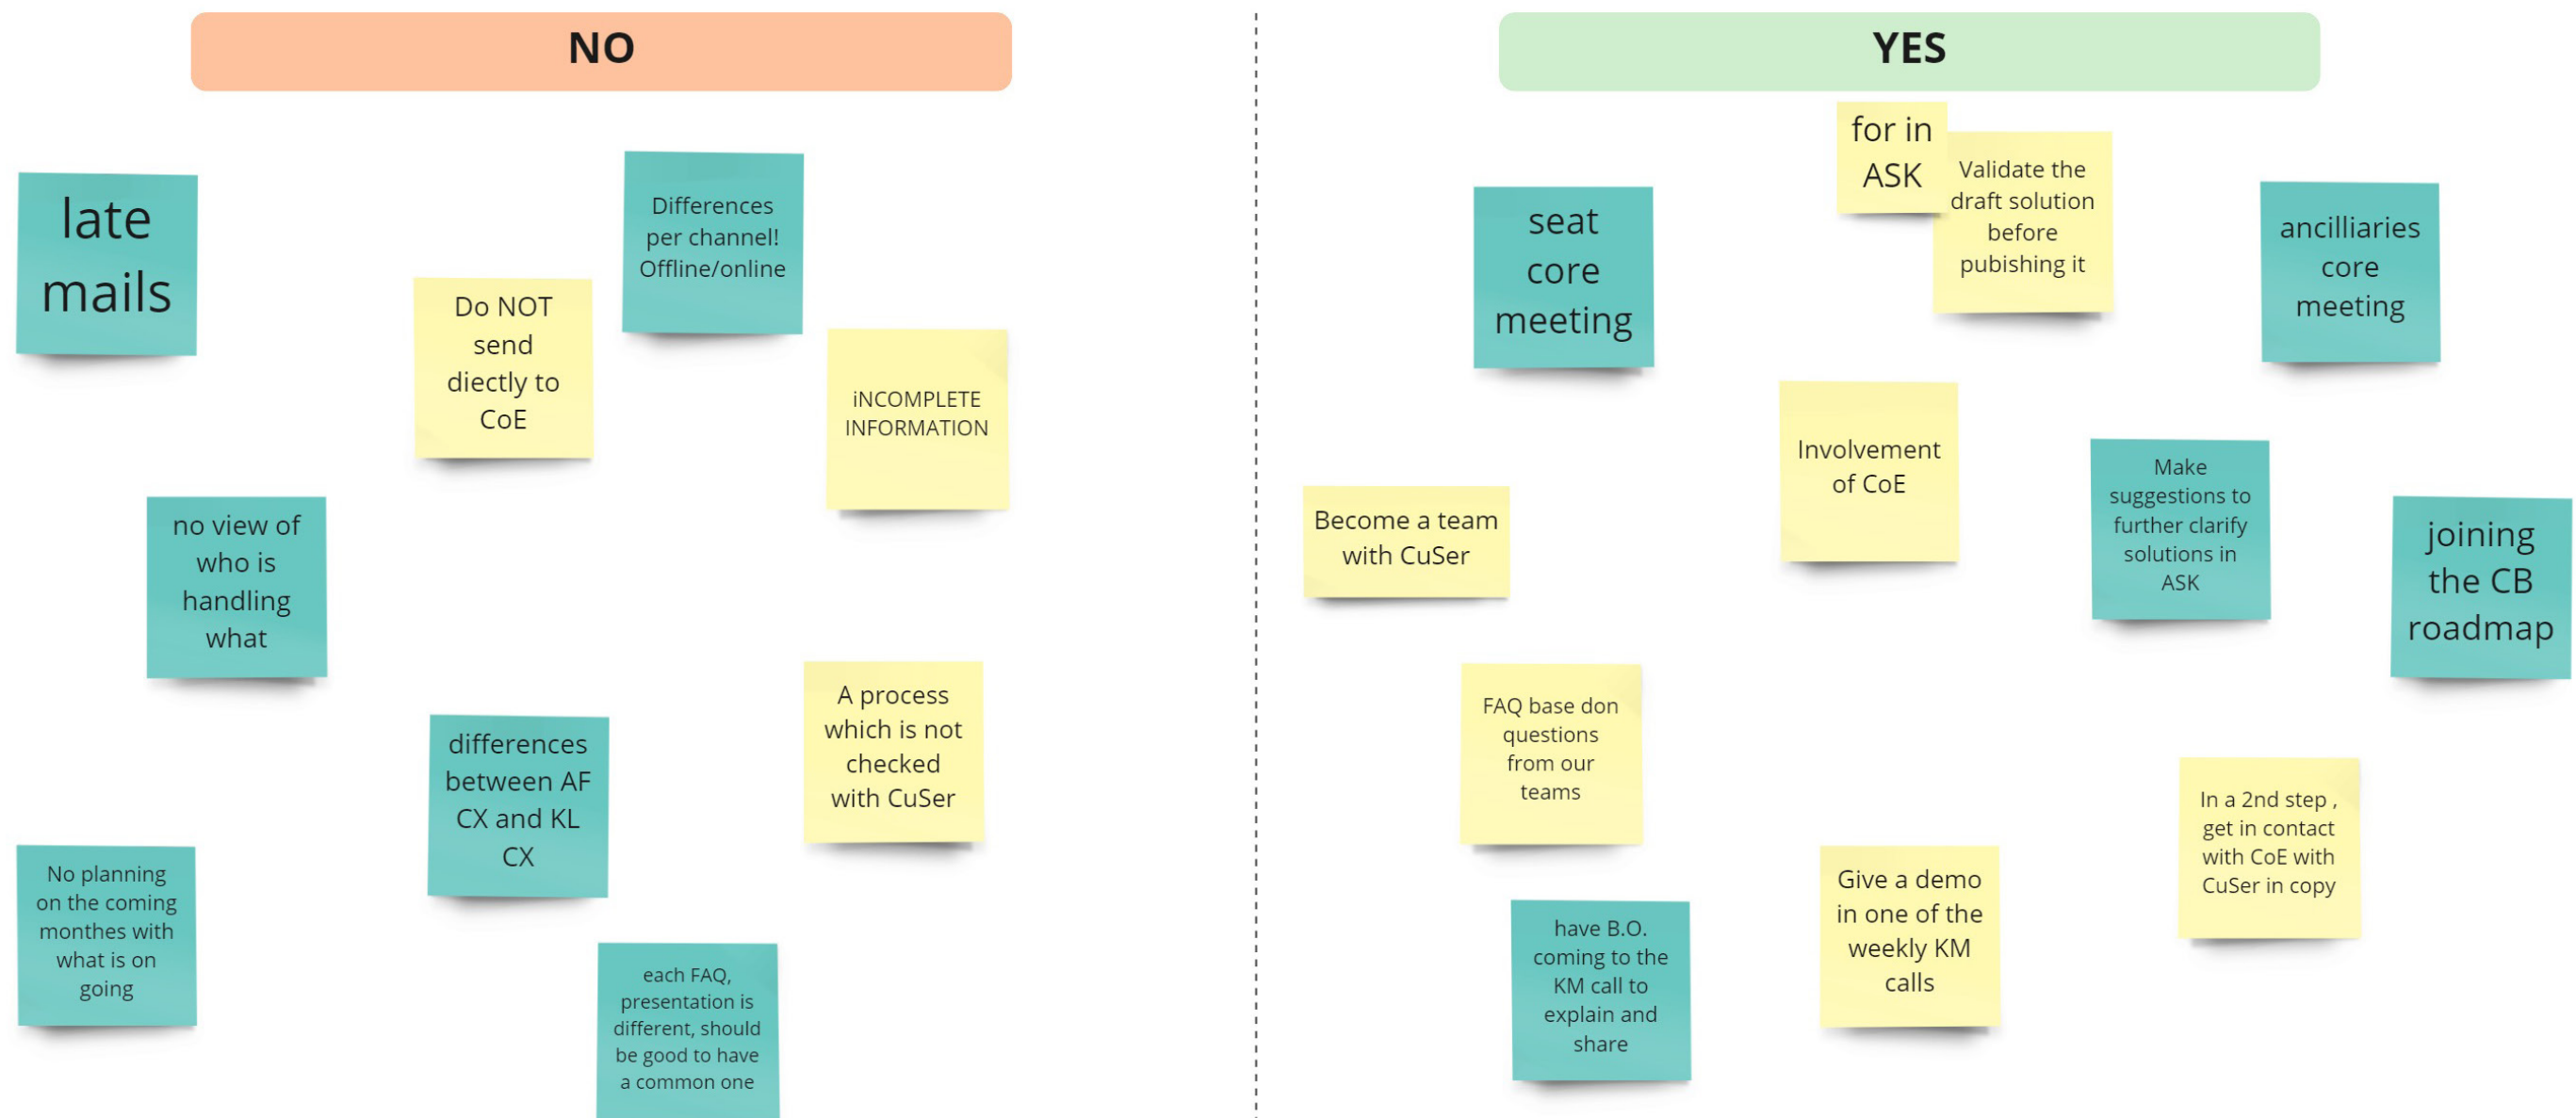 NO
late
mails
Differences
per channel!
Offline/online
Do NOT
send
diectly to
CoE
iNCOMPLETE
INFORMATION
no view of
who is
handling
what
A process
which is not
checked
with CuSer
differences
between AF
CX and KL
CX
No planning
on the coming
monthes with
what is on
going
each FAQ,
presentation is
different, should
be good to have
a common one
YES
for in
ASK
Validate the
draft solution
before
pubishing it
seat
core
meeting
ancilliaries
core
meeting
Involvement
of CoE
Make
suggestions to
further clarify
solutions in
ASK
Become a team
with CuSer
joining
the CB
roadmap
FAQ base don
questions
from our
teams
In a 2nd step ,
get in contact
with CoE with
CuSer in copy
Give a demo
in one of the
weekly KM
calls
have B.O.
coming to the
KM call to
explain and
share